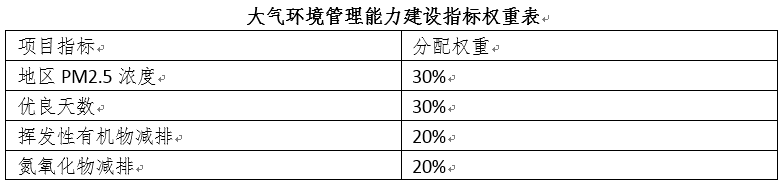 大气环境管理能力建设指标权重表
项目指标 分配权重
地区 PM2.5 浓度 30%
优良天数 30%
挥发性有机物减排 20%
氮氧化物减排 20%